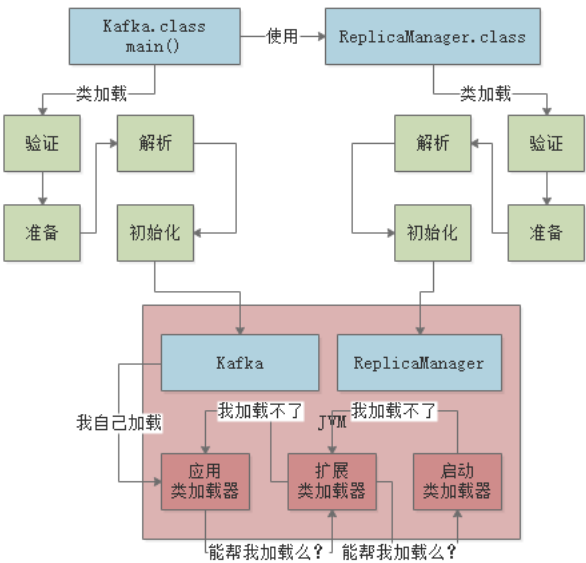 Kafka.class
main()
使用
ReplicaManager.class
类加载
类加载
验证
解析
解析
验证
准备
初始化
初始化
准备
Kafka
ReplicaManager
我自己加载
我加载不了
JVM
我加载不了
应用
类加载器
扩展
类加载器
启动
类加载器
能帮我加载么?
能帮我加载么?